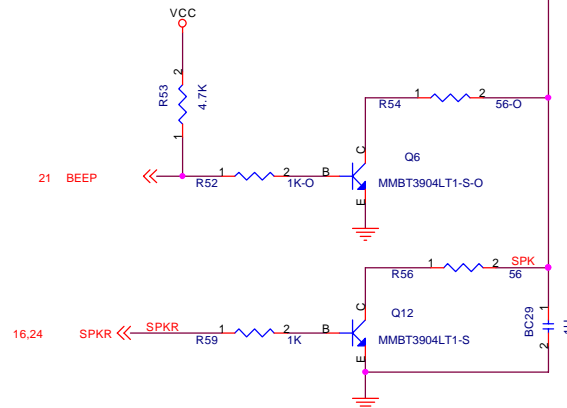 VCC
2
R53
4.7K
1
1
2
R54
56-O
C
Q6
21 BEEP
1
2
B
R52
1K-O
MMBT3904LT1-S-O
E
1
2
SPK
R56
56
C
Q12
1
BC29
16,24
SPKR
SPKR
1
2
B
R59
1K
MMBT3904LT1-S
2
E